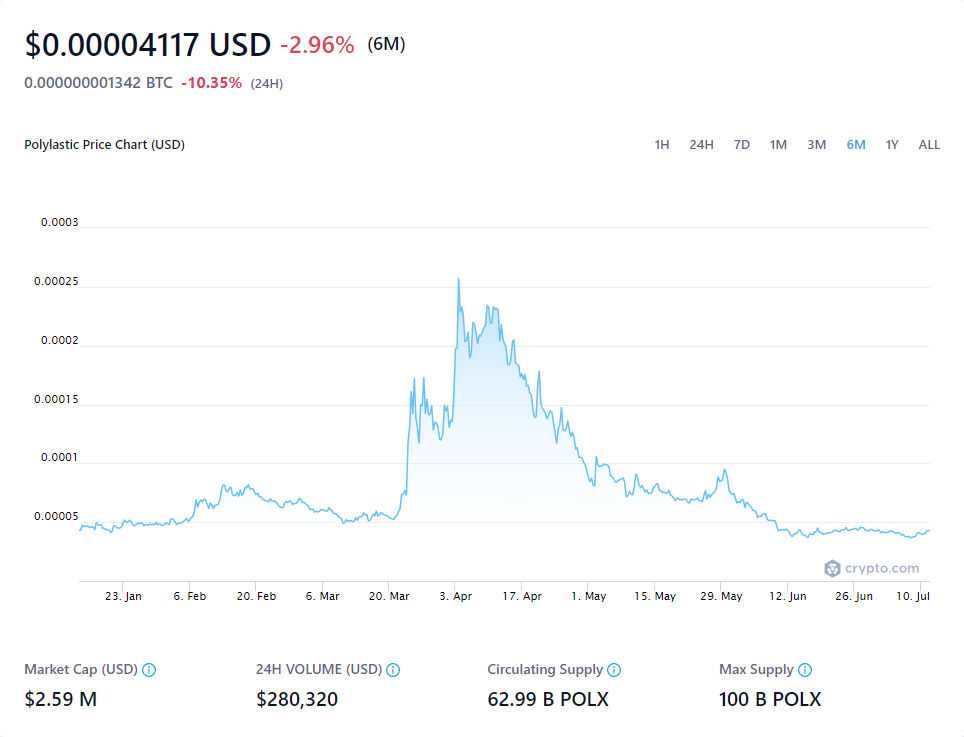 $0.00004117 USD -2.96% (6M)
0.000000001342 BTC -10.35% (24H)
Polylastic Price Chart (USD) 1H 24H 7D 1M 3M 6M 1Y ALL
0.0003
0.00025
0.0002
0.00015
0.0001
0.00005
crypto.com
23. Jan 6. Feb 20. Feb 6. Mar 20. Mar 3. Apr 17. Apr 1. May 15. May 29. May 12. Jun 26. Jun 10. Jul
Market Cap (USD) 24H VOLUME (USD) Circulating Supply Max Supply
$2.59 M $280,320 62.99 B POLX 100 B POLX